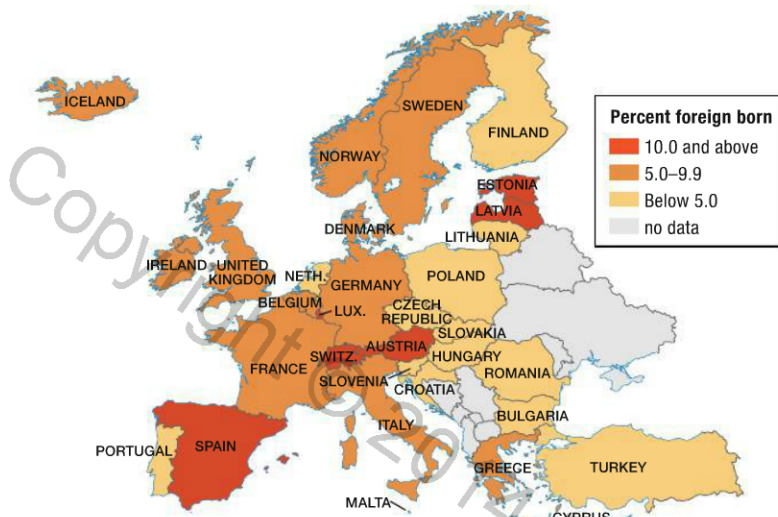 ICELAND
SWEDEN
FINLAND
NORWAY
ESTONIA
LATVIA
DENMARK
LITHUANIA
IRELAND
UNITED
KINGDOM
NETH.
POLAND
GERMANY
BELGIUM
LUX.
CZECH
REPUBLIC
SLOVAKIA
AUSTRIA
SWITZ.
HUNGARY
FRANCE
SLOVENIA
ROMANIA
CROATIA
ITALY
BULGARIA
PORTUGAL
SPAIN
GREECE
TURKEY
MALTA
CYPRUS
Percent foreign born
10.0 and above
5.0–9.9
Below 5.0
no data
Copyright © 2014